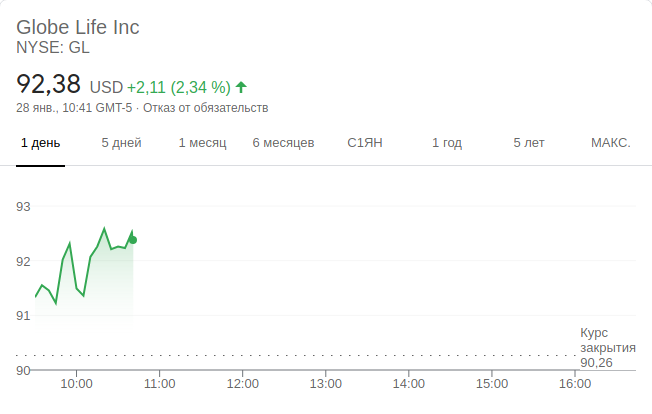 Globe Life Inc
NYSE: GL
92,38 USD +2,11 (2,34 %)
28 янв., 10:41 GMT-5 · Отказ от обязательств
1 день 5 дней 1 месяц 6 месяцев С1ЯН 1 год 5 лет МАКС.
93
92
91
Курс
закрытия
90,26
90
10:00 11:00 12:00 13:00 14:00 15:00 16:00